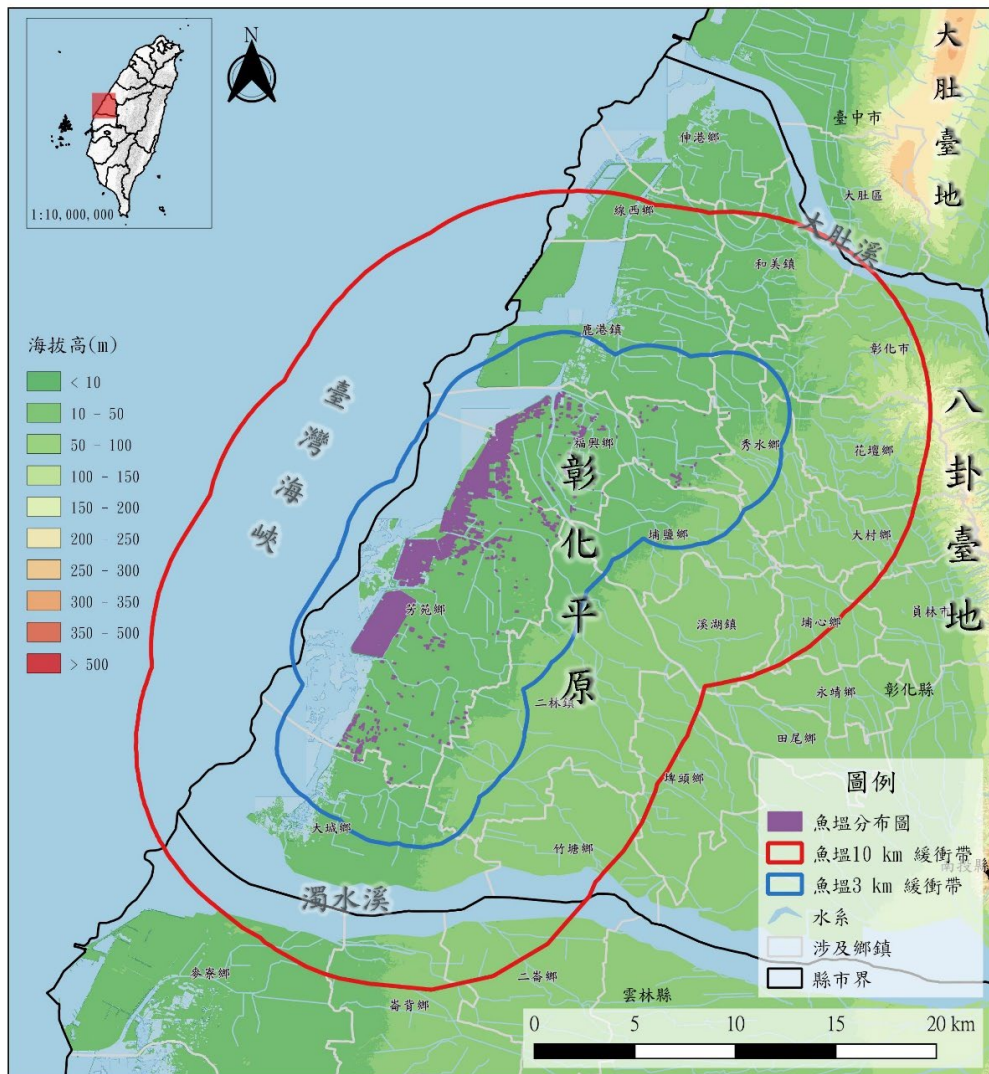 N
1:10,000,000
大肚臺地
臺中市
伸港鄉
大肚區
線西鄉
大肚溪
和美鎮
海拔高(m)
< 10
10 - 50
50 - 100
100 - 150
150 - 200
200 - 250
250 - 300
300 - 350
350 - 500
> 500
臺灣海峽
鹿港鎮
彰化市
八卦臺地
福興鄉
秀水鄉
花壇鄉
彰化平原
埔鹽鄉
大村鄉
芳苑鄉
溪湖鎮
埔心鄉
員林市
二林鎮
永靖鄉
彰化縣
田尾鄉
埤頭鄉
大城鄉
竹塘鄉
南投縣
濁水溪
麥寮鄉
二崙鄉
崙背鄉
雲林縣
圖例
魚塭分布圖
魚塭10 km 緩衝帶
魚塭3 km 緩衝帶
水系
涉及鄉鎮
縣市界
0 5 10 15 20 km